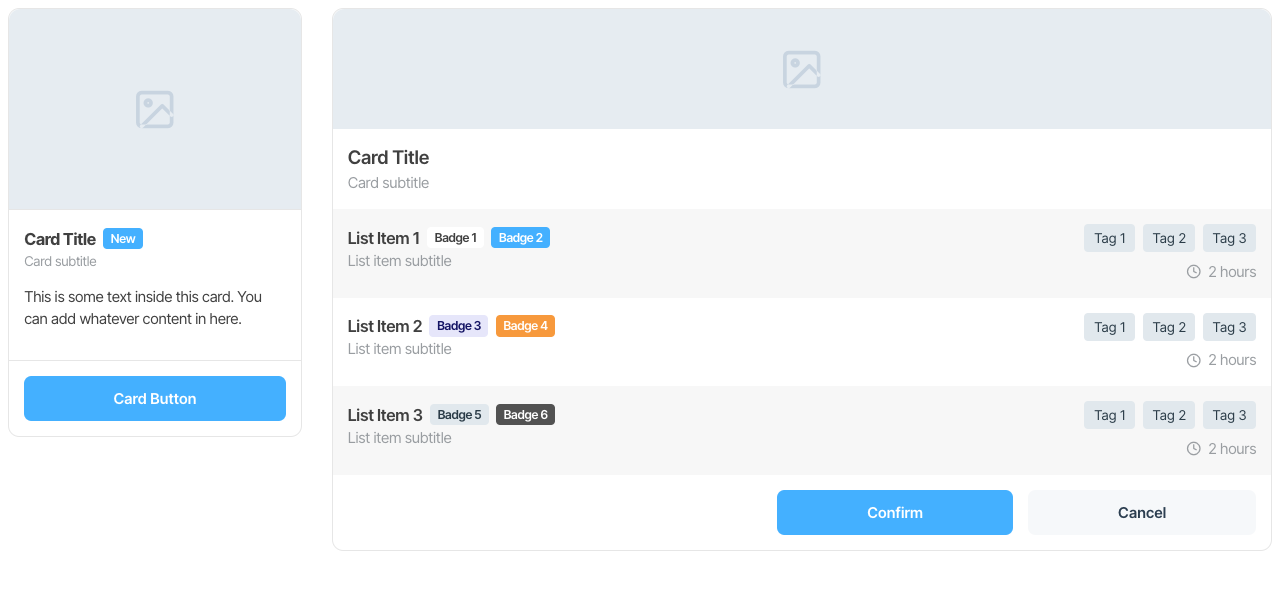 Card Title New
Card subtitle
This is some text inside this card. You
can add whatever content in here.
Card Button
Card Title
Card subtitle
List Item 1 Badge 1 Badge 2 Tag 1 Tag 2 Tag 3
List item subtitle 2 hours
List Item 2 Badge 3 Badge 4 Tag 1 Tag 2 Tag 3
List item subtitle 2 hours
List Item 3 Badge 5 Badge 6 Tag 1 Tag 2 Tag 3
List item subtitle 2 hours
Confirm Cancel